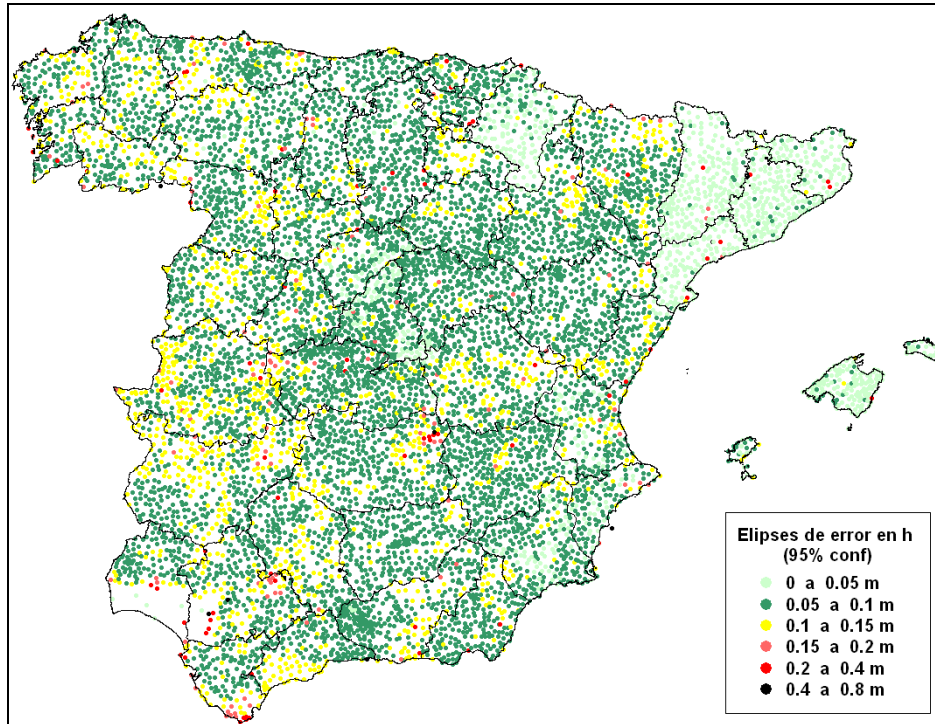 Elipses de error en h
(95% conf)
0 a 0.05 m
0.05 a 0.1 m
0.1 a 0.15 m
0.15 a 0.2 m
0.2 a 0.4 m
0.4 a 0.8 m